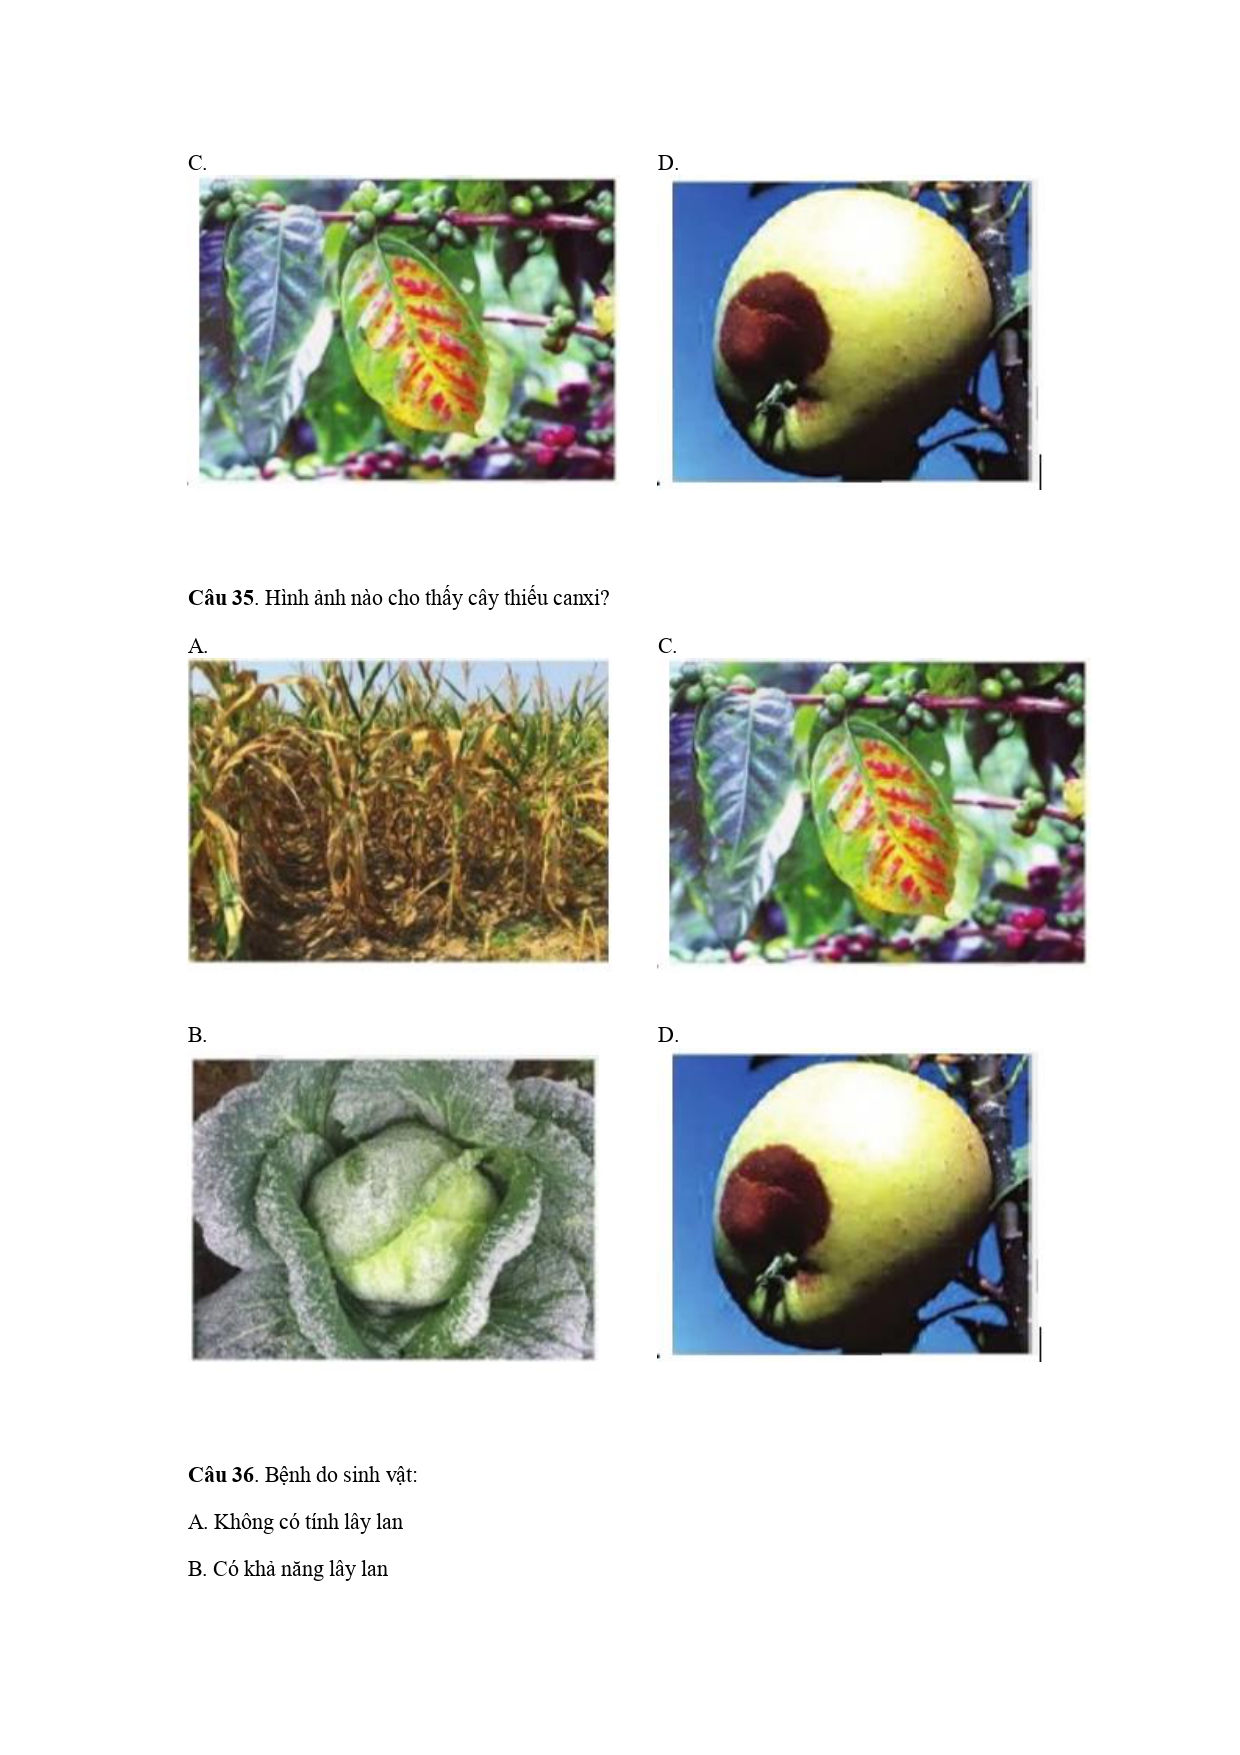 C.
D.
Câu 35. Hình ảnh nào cho thấy cây thiếu canxi?
A.
C.
B.
D.
Câu 36. Bệnh do sinh vật:
A. Không có tính lây lan
B. Có khả năng lây lan